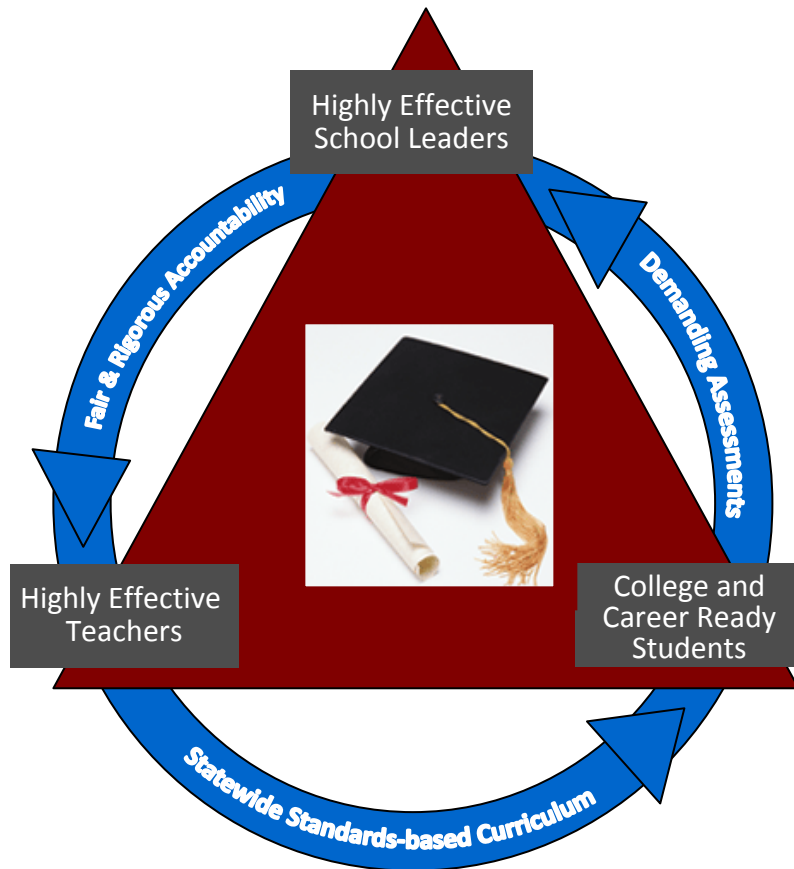 Highly Effective
School Leaders
Fair & Rigorous Accountability
Demanding Assessments
Highly Effective
Teachers
College and
Career Ready
Students
Statewide Standards-based Curriculum